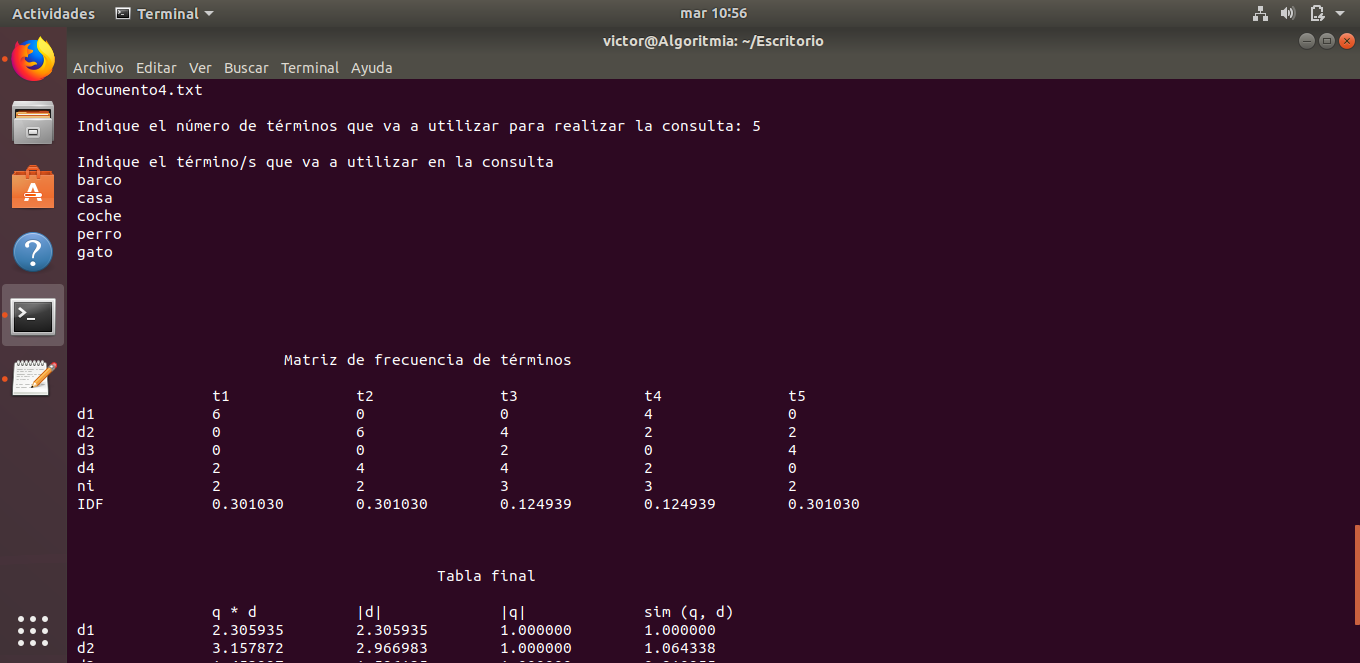 Actividades Terminal mar 10:56
victor@Algoritmia: ~/Escritorio
Archivo Editar Ver Buscar Terminal Ayuda
documento4.txt
Indique el número de términos que va a utilizar para realizar la consulta: 5
Indique el término/s que va a utilizar en la consulta
barco
casa
coche
perro
gato
Matriz de frecuencia de términos
t1 t2 t3 t4 t5
d1 6 0 0 4 0
d2 0 6 4 2 2
d3 0 0 2 0 4
d4 2 4 4 2 0
ni 2 2 3 3 2
IDF 0.301030 0.301030 0.124939 0.124939 0.301030
Tabla final
q * d |d| |q| sim (q, d)
d1 2.305935 2.305935 1.000000 1.000000
d2 3.157872 2.966983 1.000000 1.064338